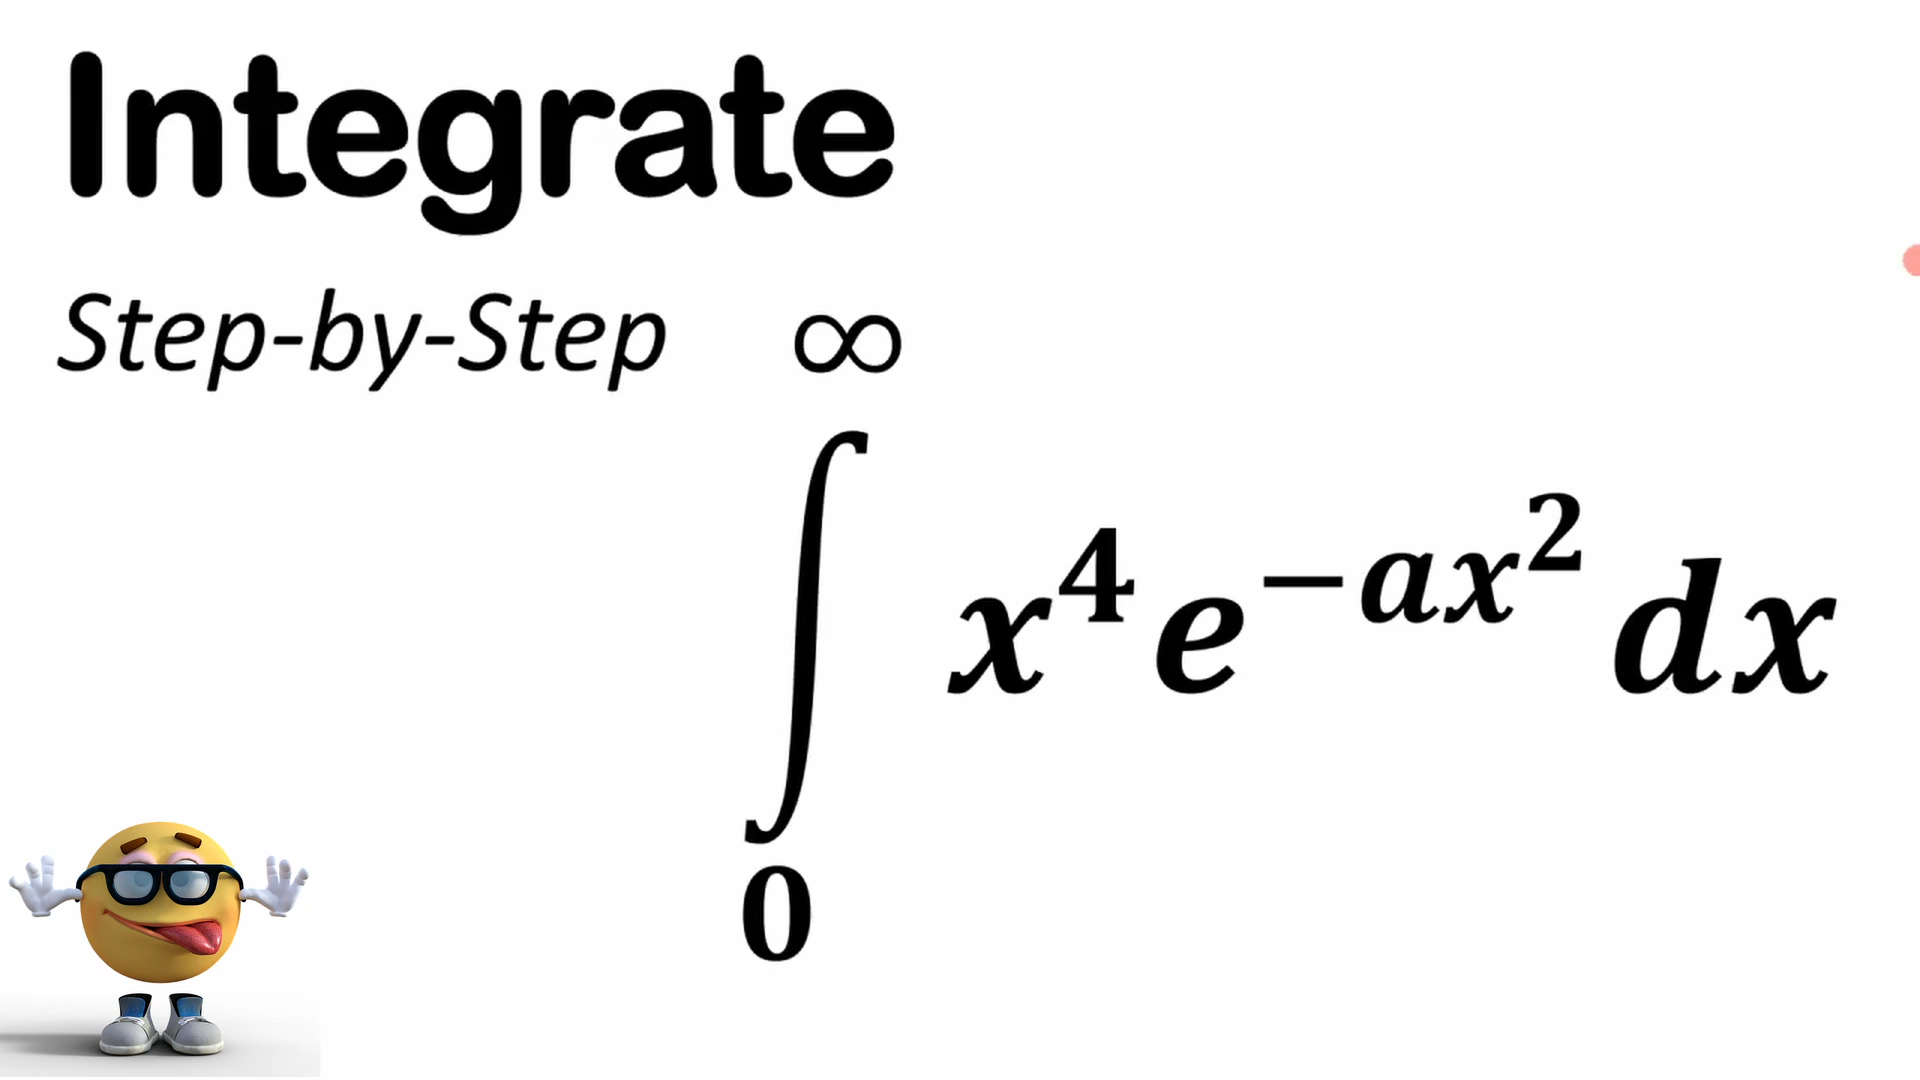 Integrate
Step-by-Step
∞
∫ x⁴e^{-ax²} dx
0